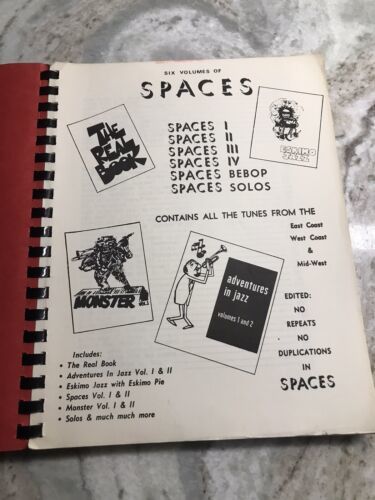 SIX VOLUMES OF
SPACES
THE
REAL
BOOK
ESKIMO
JAZZ
SPACES I
SPACES II
SPACES III
SPACES IV
SPACES BEBOP
SPACES SOLOS
CONTAINS ALL THE TUNES FROM THE
East Coast
West Coast
&
Mid-West
MONSTER
adventures
in jazz
volumes 1 and 2
EDITED:
NO
REPEATS
NO
DUPLICATIONS
IN
SPACES
Includes:
• The Real Book
• Adventures In Jazz Vol. I & II
• Eskimo Jazz with Eskimo Pie
• Spaces Vol. I & II
• Monster Vol. I & II
• Solos & much much more